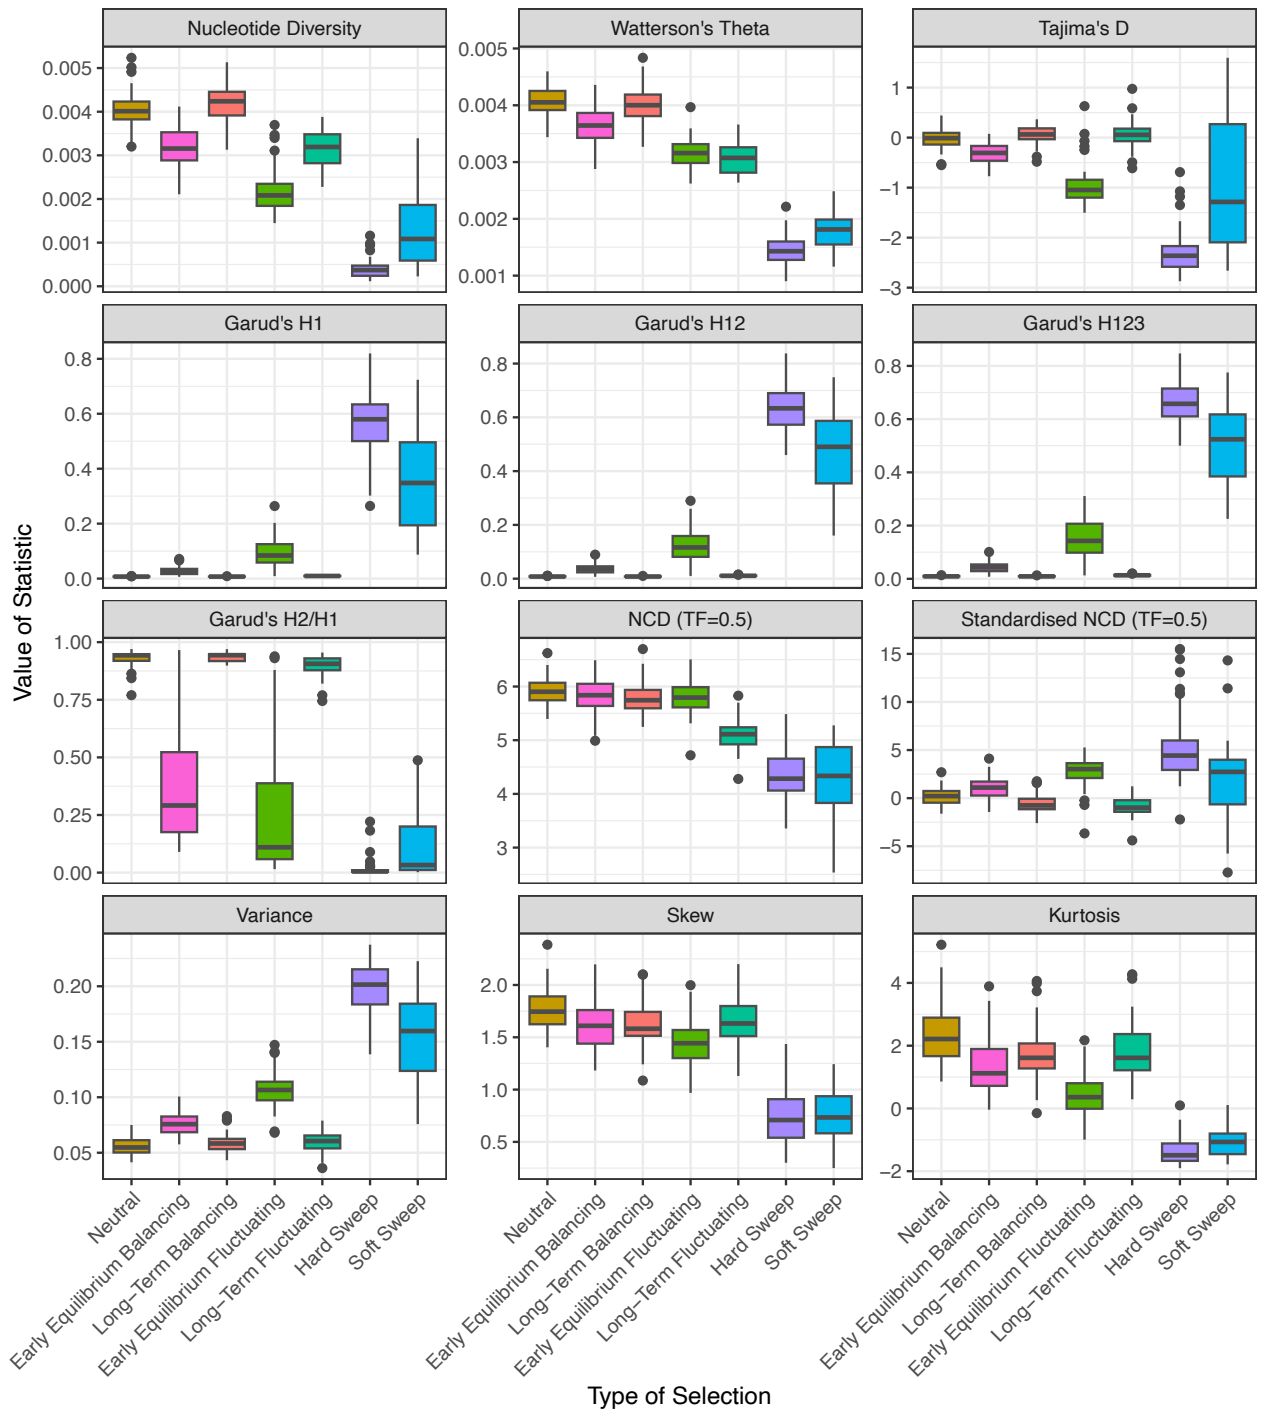 Nucleotide Diversity
Watterson's Theta
Tajima's D
0.005
0.004
0.003
0.002
0.001
0.000
0.005
0.004
0.003
0.002
0.001
1
0
−1
−2
−3
Garud's H1
Garud's H12
Garud's H123
0.8
0.6
0.4
0.2
0.0
0.8
0.6
0.4
0.2
0.0
0.8
0.6
0.4
0.2
0.0
Value of Statistic
Garud's H2/H1
NCD (TF=0.5)
Standardised NCD (TF=0.5)
1.00
0.75
0.50
0.25
0.00
6
5
4
3
15
10
5
0
−5
Variance
Skew
Kurtosis
0.20
0.15
0.10
0.05
2.0
1.5
1.0
0.5
4
2
0
−2
Neutral
Early Equilibrium Balancing
Long−Term Balancing
Early Equilibrium Fluctuating
Long−Term Fluctuating
Hard Sweep
Soft Sweep
Neutral
Early Equilibrium Balancing
Long−Term Balancing
Early Equilibrium Fluctuating
Long−Term Fluctuating
Hard Sweep
Soft Sweep
Neutral
Early Equilibrium Balancing
Long−Term Balancing
Early Equilibrium Fluctuating
Long−Term Fluctuating
Hard Sweep
Soft Sweep
Type of Selection